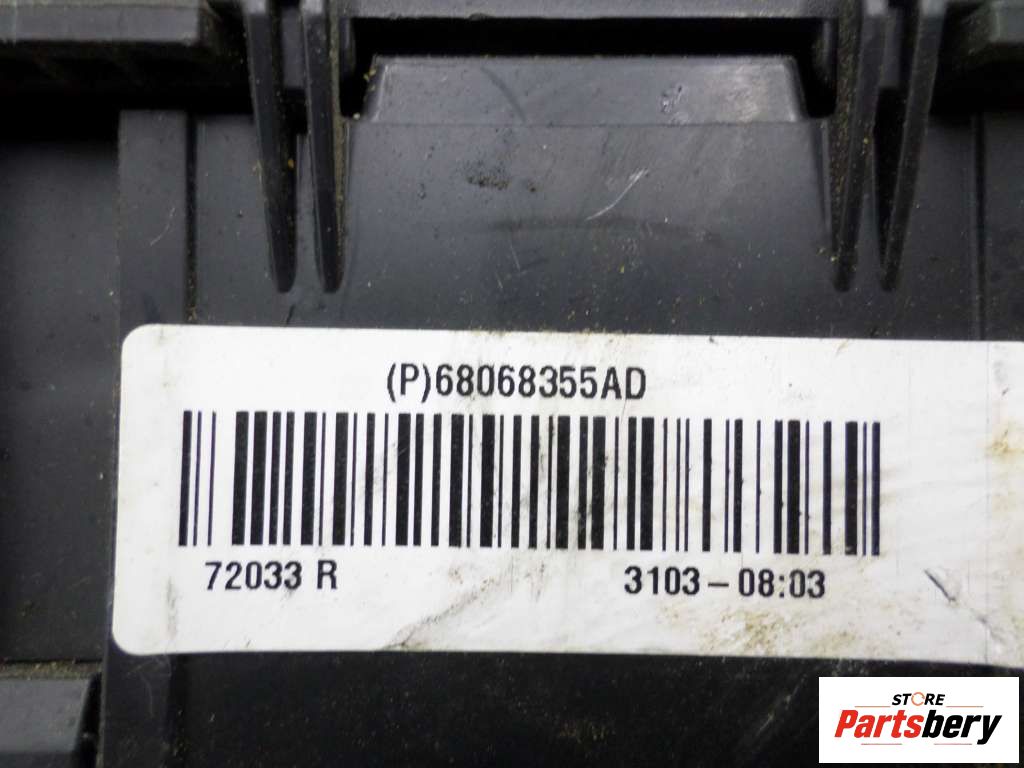 (P)68068355AD
72033 R
3103-08:03
STORE
Partsbery